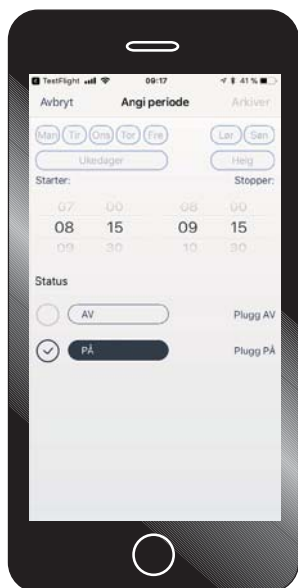 TestFlight 09:17 41 %
Avbryt Angi periode Arkiver
Man Tir Ons Tor Fre Lør Søn
Ukedager Helg
Starter: Stopper:
07 00 08 00
08 15 09 15
09 30 10 30
Status
AV Plugg AV
PÅ Plugg PÅ